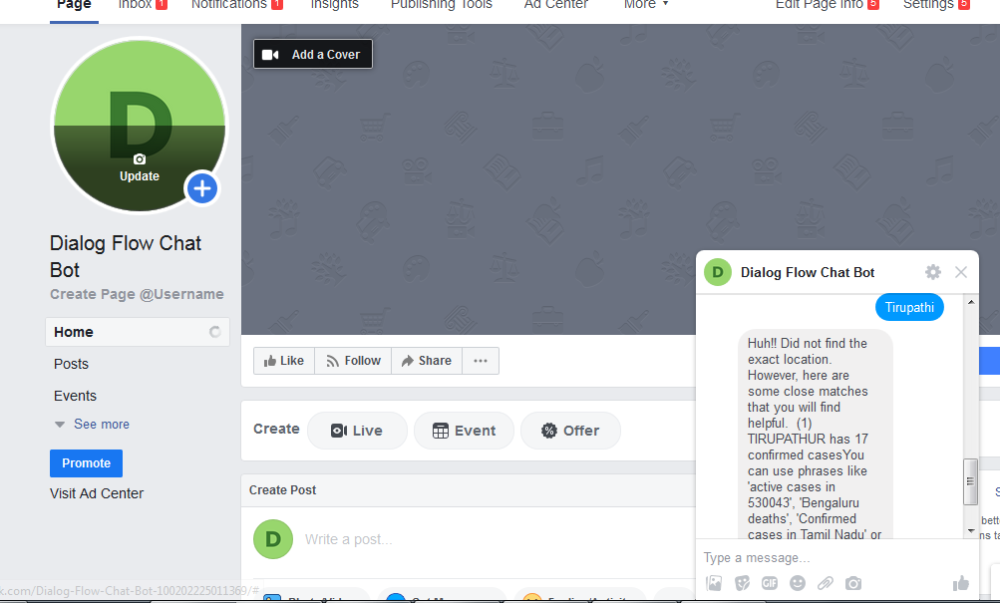 Page Inbox 1 Notifications 1 Insights Publishing Tools Ad Center More Edit Page Info 5 Settings 5
Add a Cover
D
Update
Dialog Flow Chat
Bot
Create Page @Username
Home
Posts
Events
See more
Promote
Visit Ad Center
Like Follow Share ...
Create Live Event Offer
Create Post
D Write a post...
k.com/Dialog-Flow-Chat-Bot-100202225011369/#
D Dialog Flow Chat Bot
Tirupathi
Huh!! Did not find the
exact location.
However, here are
some close matches
that you will find
helpful. (1)
TIRUPATHUR has 17
confirmed casesYou
can use phrases like
'active cases in
530043', 'Bengaluru
deaths', 'Confirmed
cases in Tamil Nadu' or
Type a message...
GIF